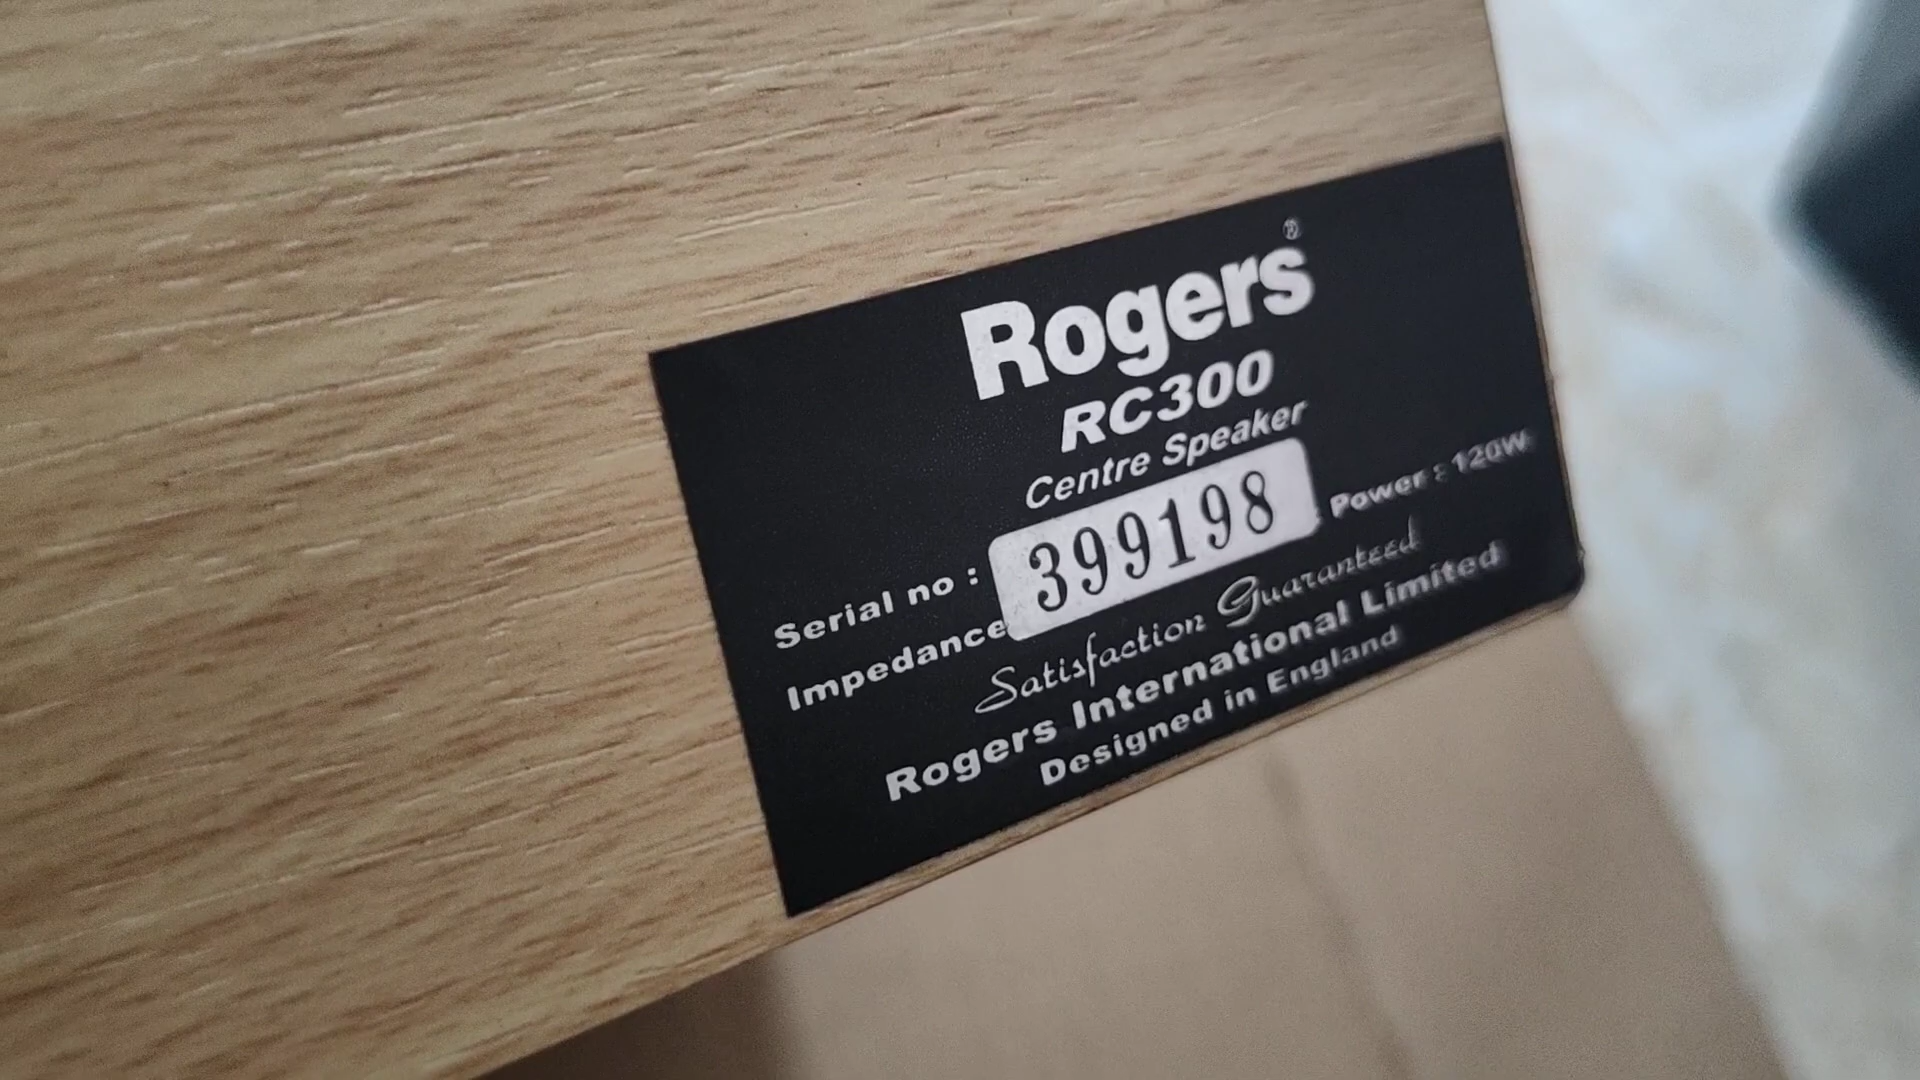 Rogers®
RC300
Centre Speaker
Serial no : 399198
Impedance Power : 120W
Satisfaction Guaranteed
Rogers International Limited
Designed in England